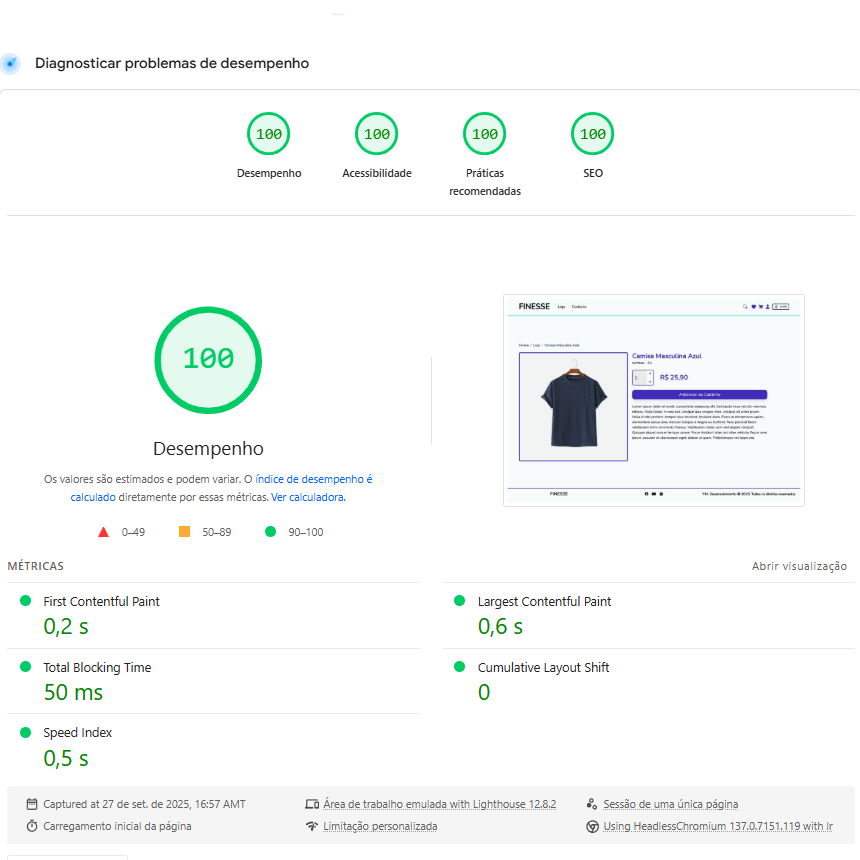 Diagnosticar problemas de desempenho
100
100
100
100
Desempenho
Acessibilidade
Práticas
recomendadas
SEO
100
Desempenho
Os valores são estimados e podem variar. O índice de desempenho é
calculado diretamente por essas métricas. Ver calculadora.
0–49
50–89
90–100
FINESSE
Loja
Contato
Home / Loja / Camisa Masculina Azul
Camisa Masculina Azul
R$ 25,90
Adicionar ao Carrinho
FINESSE
MÉTRICAS
Abrir visualização
First Contentful Paint
0,2 s
Largest Contentful Paint
0,6 s
Total Blocking Time
50 ms
Cumulative Layout Shift
0
Speed Index
0,5 s
Captured at 27 de set. de 2025, 16:57 AMT
Área de trabalho emulada with Lighthouse 12.8.2
Sessão de uma única página
Carregamento inicial da página
Limitação personalizada
Using HeadlessChromium 137.0.7151.119 with lr